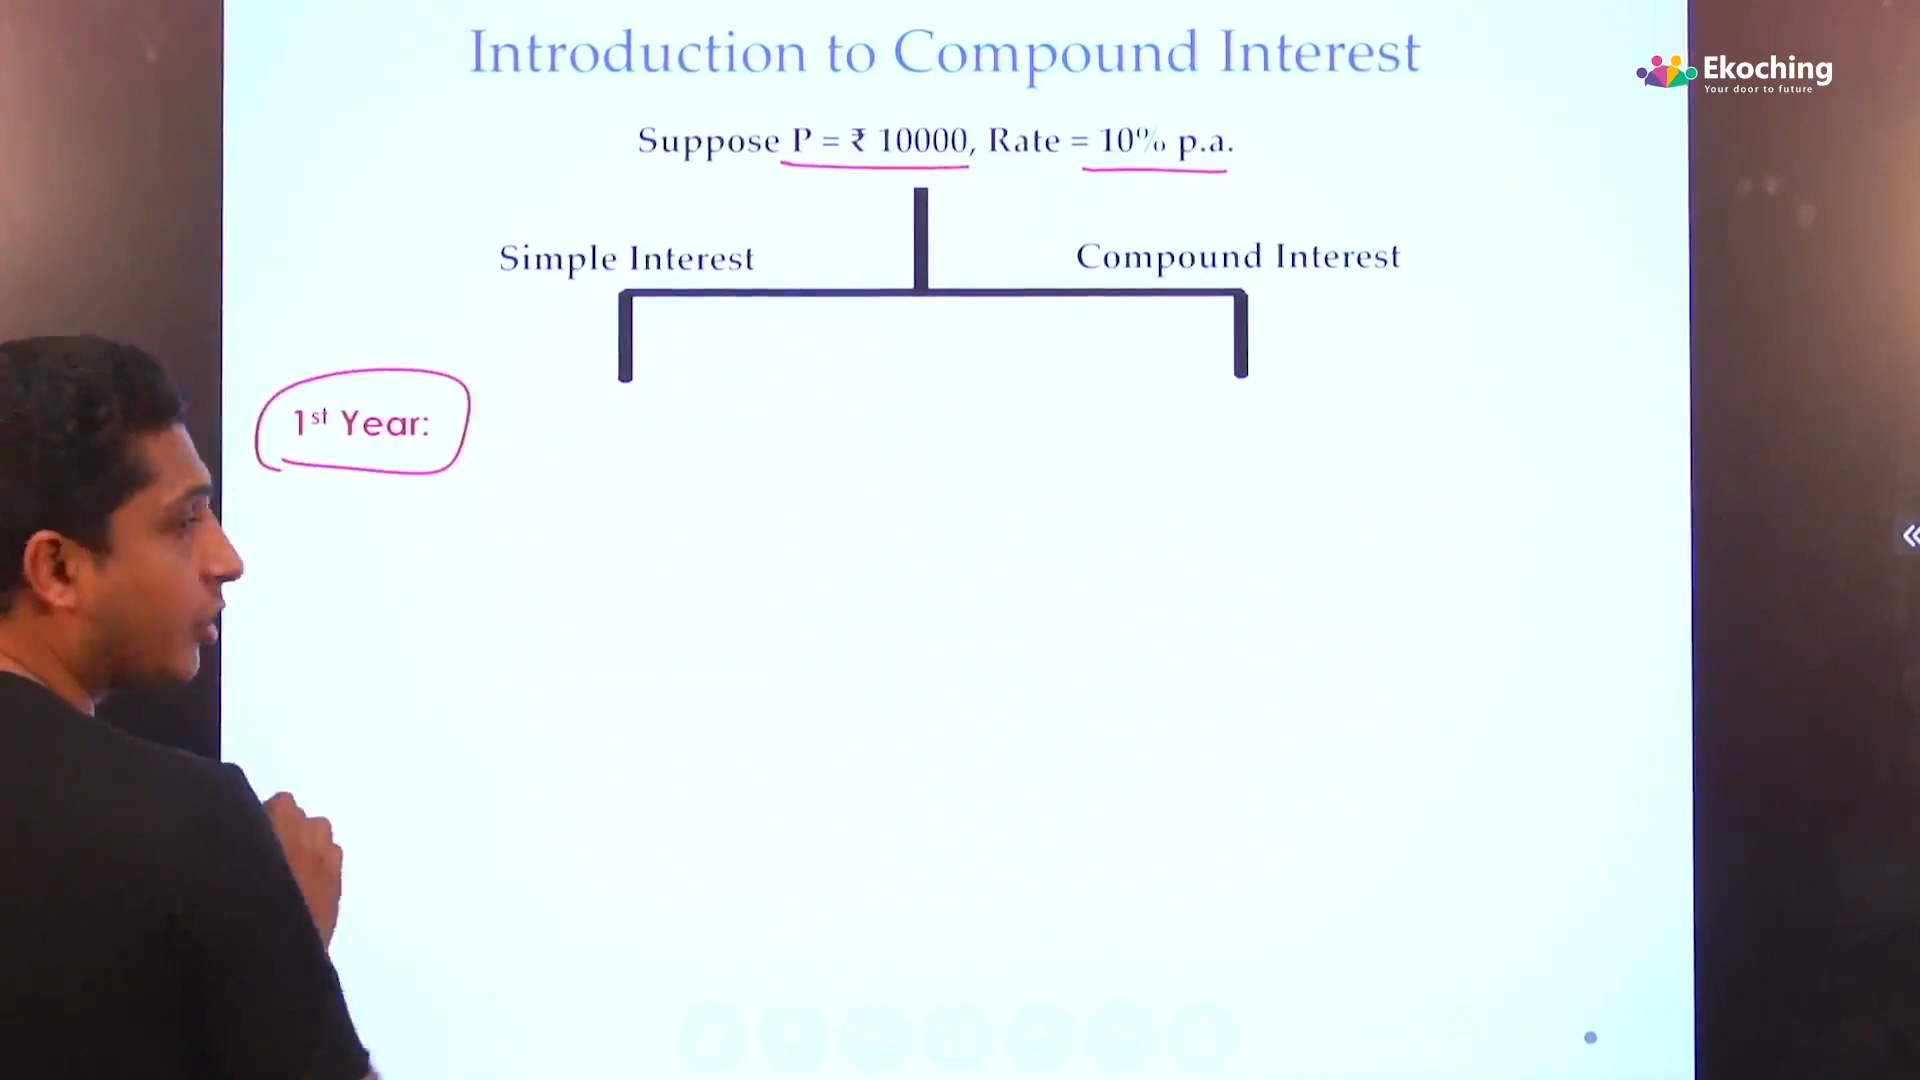 Introduction to Compound Interest
Ekoching
Your door to future
Suppose P = ₹ 10000, Rate = 10% p.a.
Simple Interest
Compound Interest
1st Year: